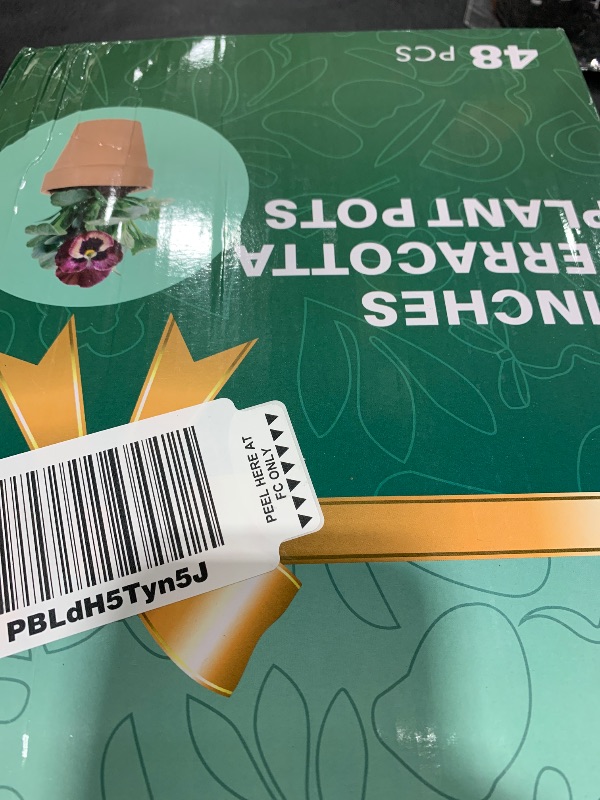 INCHES
ERRACOTTA
PLANT POTS
48 PCS
PEEL HERE AT
FC ONLY
PBLdH5Tyn5J